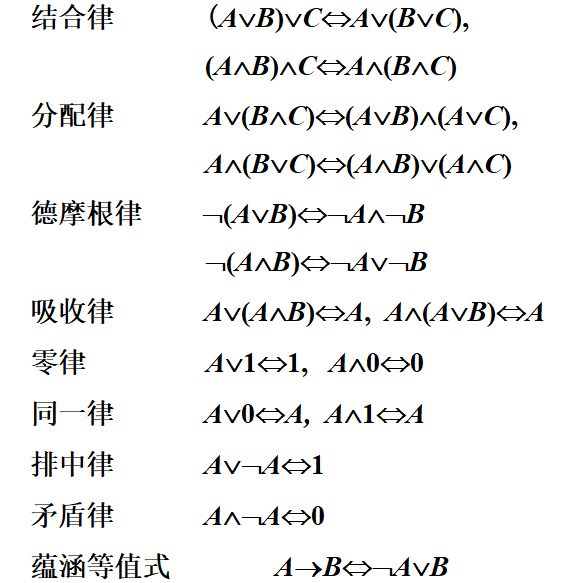 结合律 (A∨B)∨C⇔A∨(B∨C),
(A∧B)∧C⇔A∧(B∧C)
分配律 A∨(B∧C)⇔(A∨B)∧(A∨C),
A∧(B∨C)⇔(A∧B)∨(A∧C)
德摩根律 ¬(A∨B)⇔¬A∧¬B
¬(A∧B)⇔¬A∨¬B
吸收律 A∨(A∧B)⇔A, A∧(A∨B)⇔A
零律 A∨1⇔1, A∧0⇔0
同一律 A∨0⇔A, A∧1⇔A
排中律 A∨¬A⇔1
矛盾律 A∧¬A⇔0
蕴涵等值式 A→B⇔¬A∨B